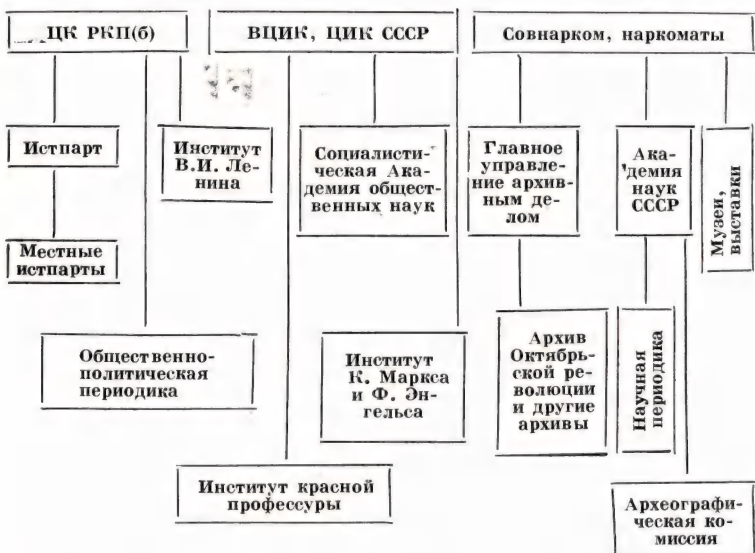 ЦК РКП(б)
ВЦИК, ЦИК СССР
Совнарком, наркоматы
Истпарт
Институт
В.И. Ле-
нина
Социалисти-
ческая Ака-
демия общест-
венных наук
Главное
управле-
ние архив-
ным де-
лом
Ака-
демия
наук
СССР
Музеи,
выставки
Местные
истпарты
Общественно-
политическая
периодика
Институт
К. Маркса
и Ф. Эн-
гельса
Архив
Октябрь-
ской ре-
волюции
и другие
архивы
Научная
периодика
Институт красной
профессуры
Археографи-
ческая ко-
миссия